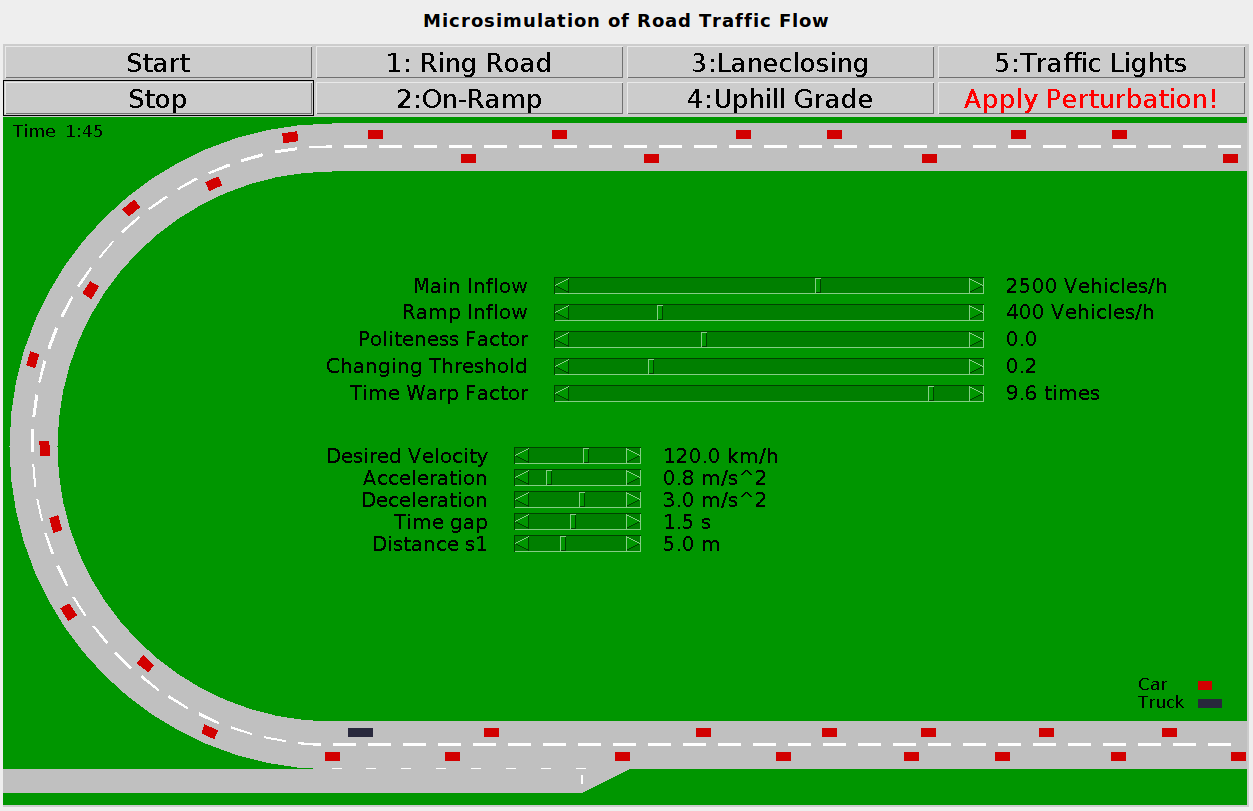 Microsimulation of Road Traffic Flow
Start 1: Ring Road 3:Laneclosing 5:Traffic Lights
Stop 2:On-Ramp 4:Uphill Grade Apply Perturbation!
Time 1:45
Main Inflow 2500 Vehicles/h
Ramp Inflow 400 Vehicles/h
Politeness Factor 0.0
Changing Threshold 0.2
Time Warp Factor 9.6 times
Desired Velocity 120.0 km/h
Acceleration 0.8 m/s^2
Deceleration 3.0 m/s^2
Time gap 1.5 s
Distance s1 5.0 m
Car
Truck